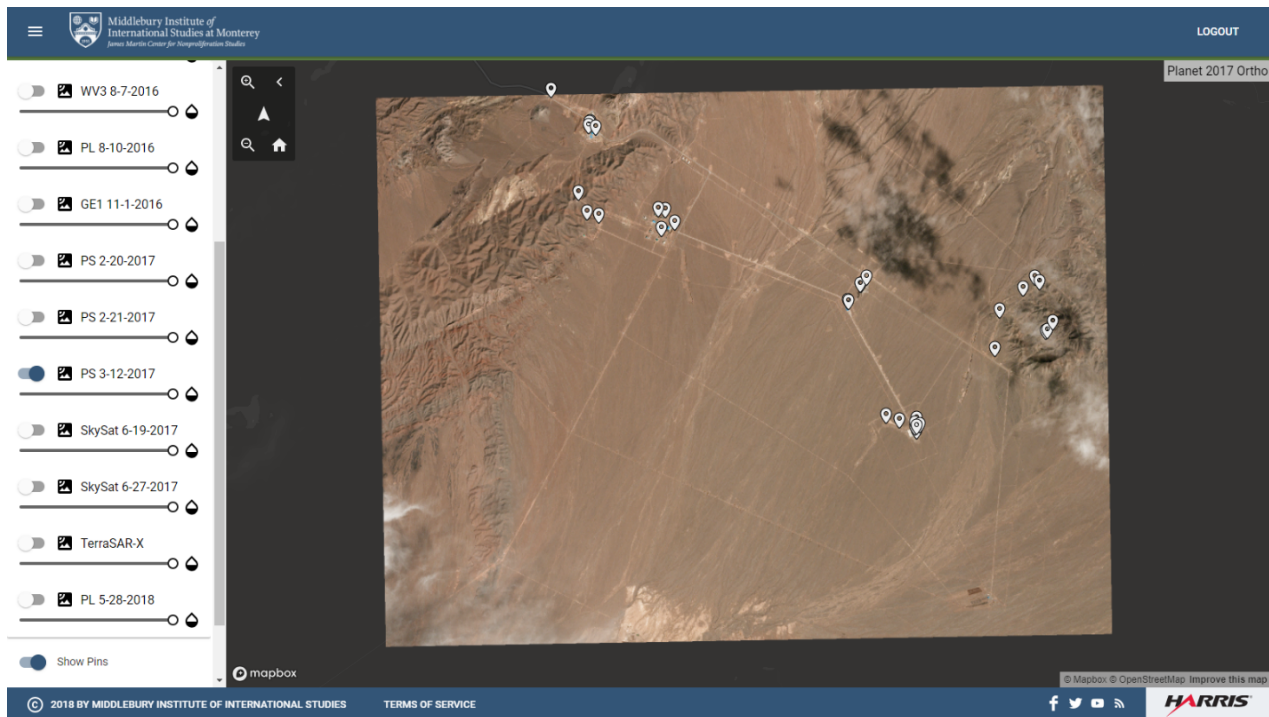 Middlebury Institute of
International Studies at Monterey
James Martin Center for Nonproliferation Studies
LOGOUT
WV3 8-7-2016
PL 8-10-2016
GE1 11-1-2016
PS 2-20-2017
PS 2-21-2017
PS 3-12-2017
SkySat 6-19-2017
SkySat 6-27-2017
TerraSAR-X
PL 5-28-2018
Show Pins
Planet 2017 Ortho
mapbox
© Mapbox © OpenStreetMap Improve this map
© 2018 BY MIDDLEBURY INSTITUTE OF INTERNATIONAL STUDIES TERMS OF SERVICE
HARRIS